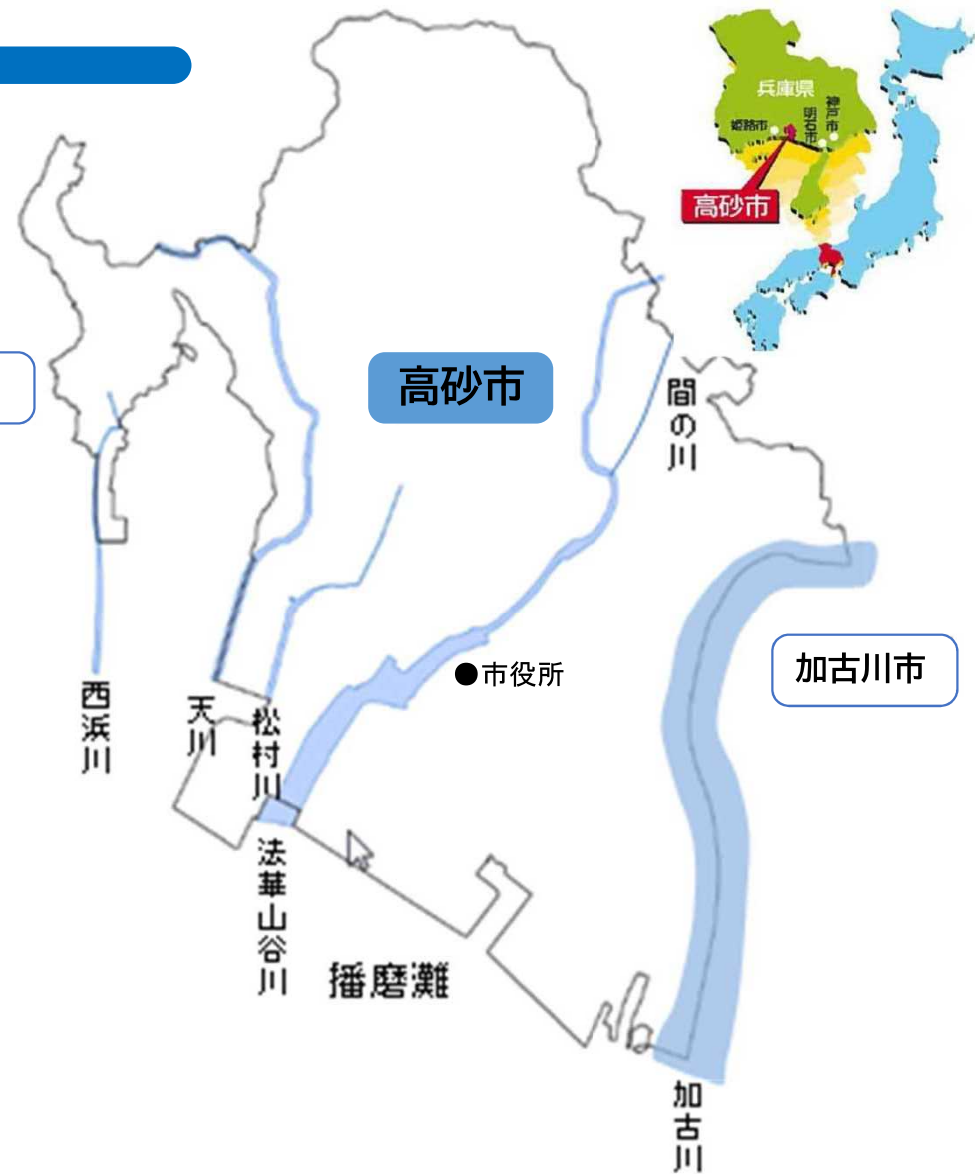 兵庫県
姫路市
明石市
神戸市
高砂市
高砂市
間の川
●市役所
加古川市
西浜川
天川
松村川
法華山谷川
播磨灘
加古川